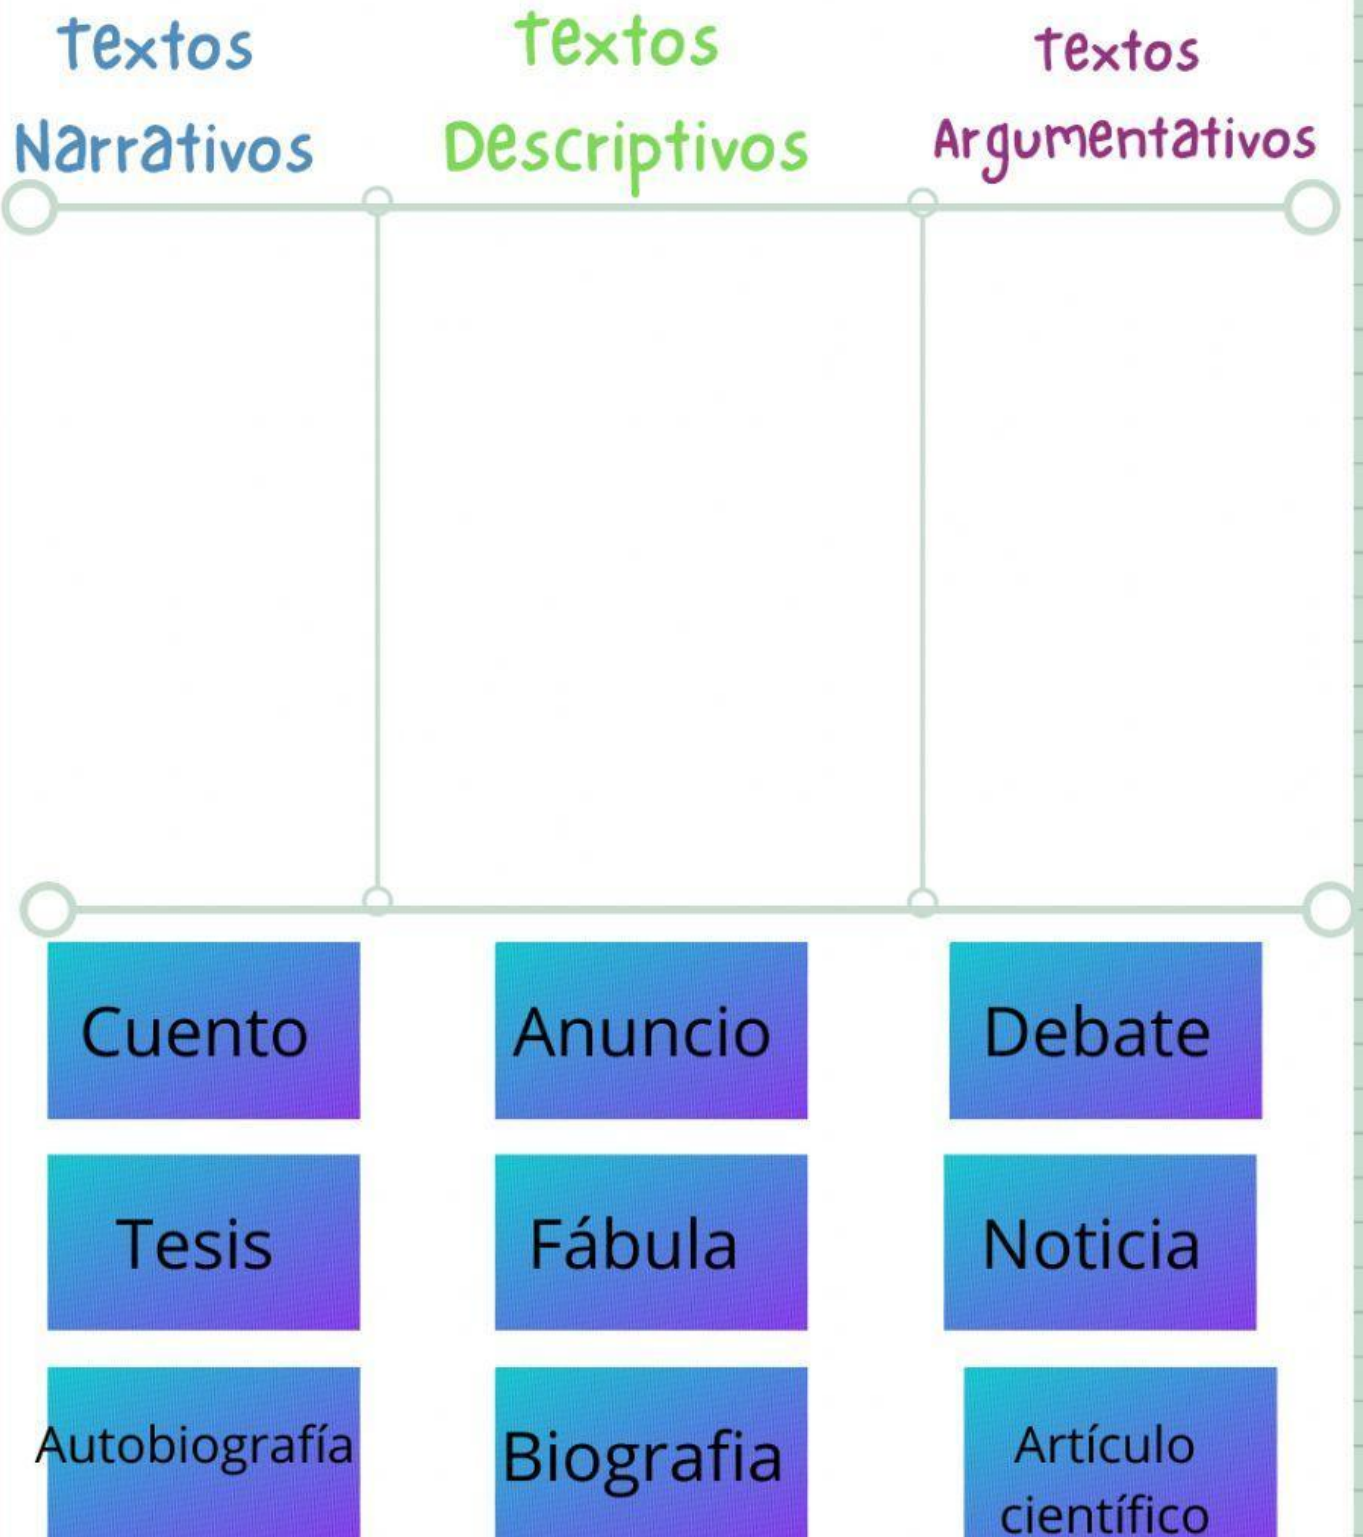 Textos
Narrativos
Textos
Descriptivos
Textos
Argumentativos
Cuento
Anuncio
Debate
Tesis
Fábula
Noticia
Autobiografía
Biografia
Artículo
científico